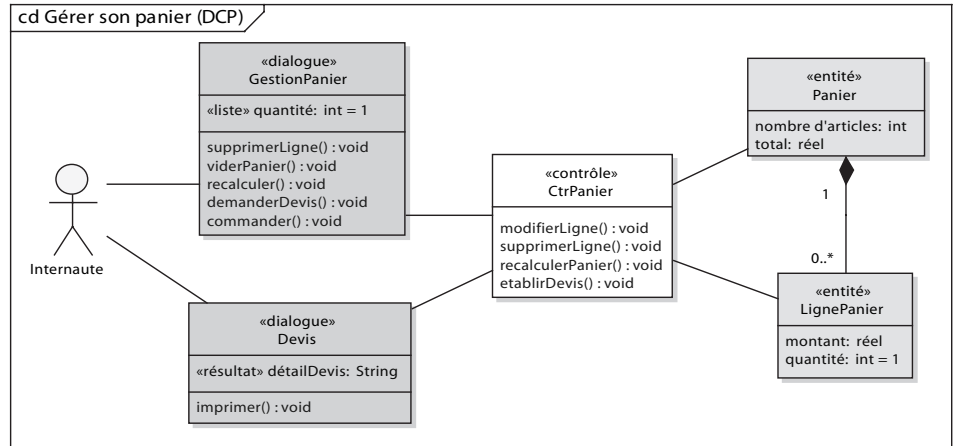 cd Gérer son panier (DCP)
«dialogue»
GestionPanier
«liste» quantité: int = 1
supprimerLigne() : void
viderPanier() : void
recalculer() : void
demanderDevis() : void
commander() : void
Internaute
«dialogue»
Devis
«résultat» détailDevis: String
imprimer() : void
«contrôle»
CtrPanier
modifierLigne() : void
supprimerLigne() : void
recalculerPanier() : void
etablirDevis() : void
«entité»
Panier
nombre d'articles: int
total: réel
1
0..*
«entité»
LignePanier
montant: réel
quantité: int = 1